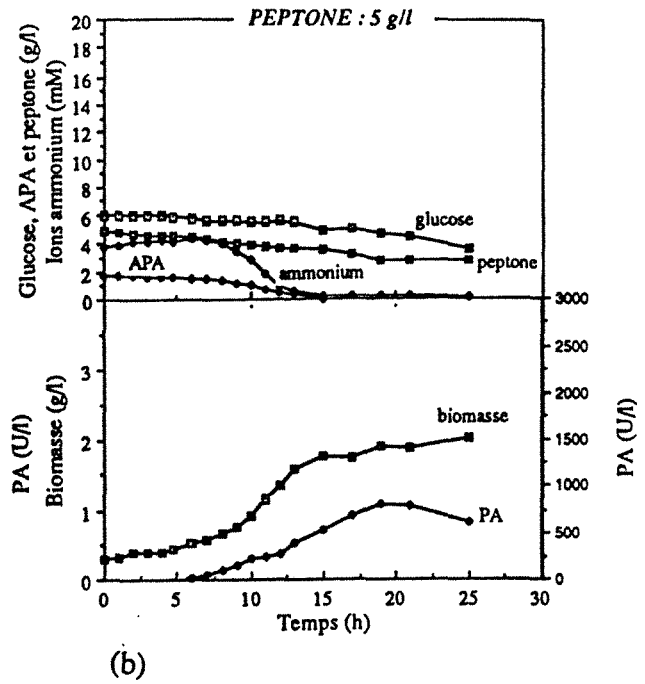 PEPTONE : 5 g/l
Glucose, APA et peptone (g/l)
Ions ammonium (mM)
20
18
16
14
12
10
8
6
4
2
0
glucose
peptone
ammonium
APA
3000
2500
2000
1500
1000
500
0
PA (U/l)
3
2
1
0
PA (U/l)
Biomasse (g/l)
biomasse
PA
0
5
10
15
20
25
30
Temps (h)
(b)